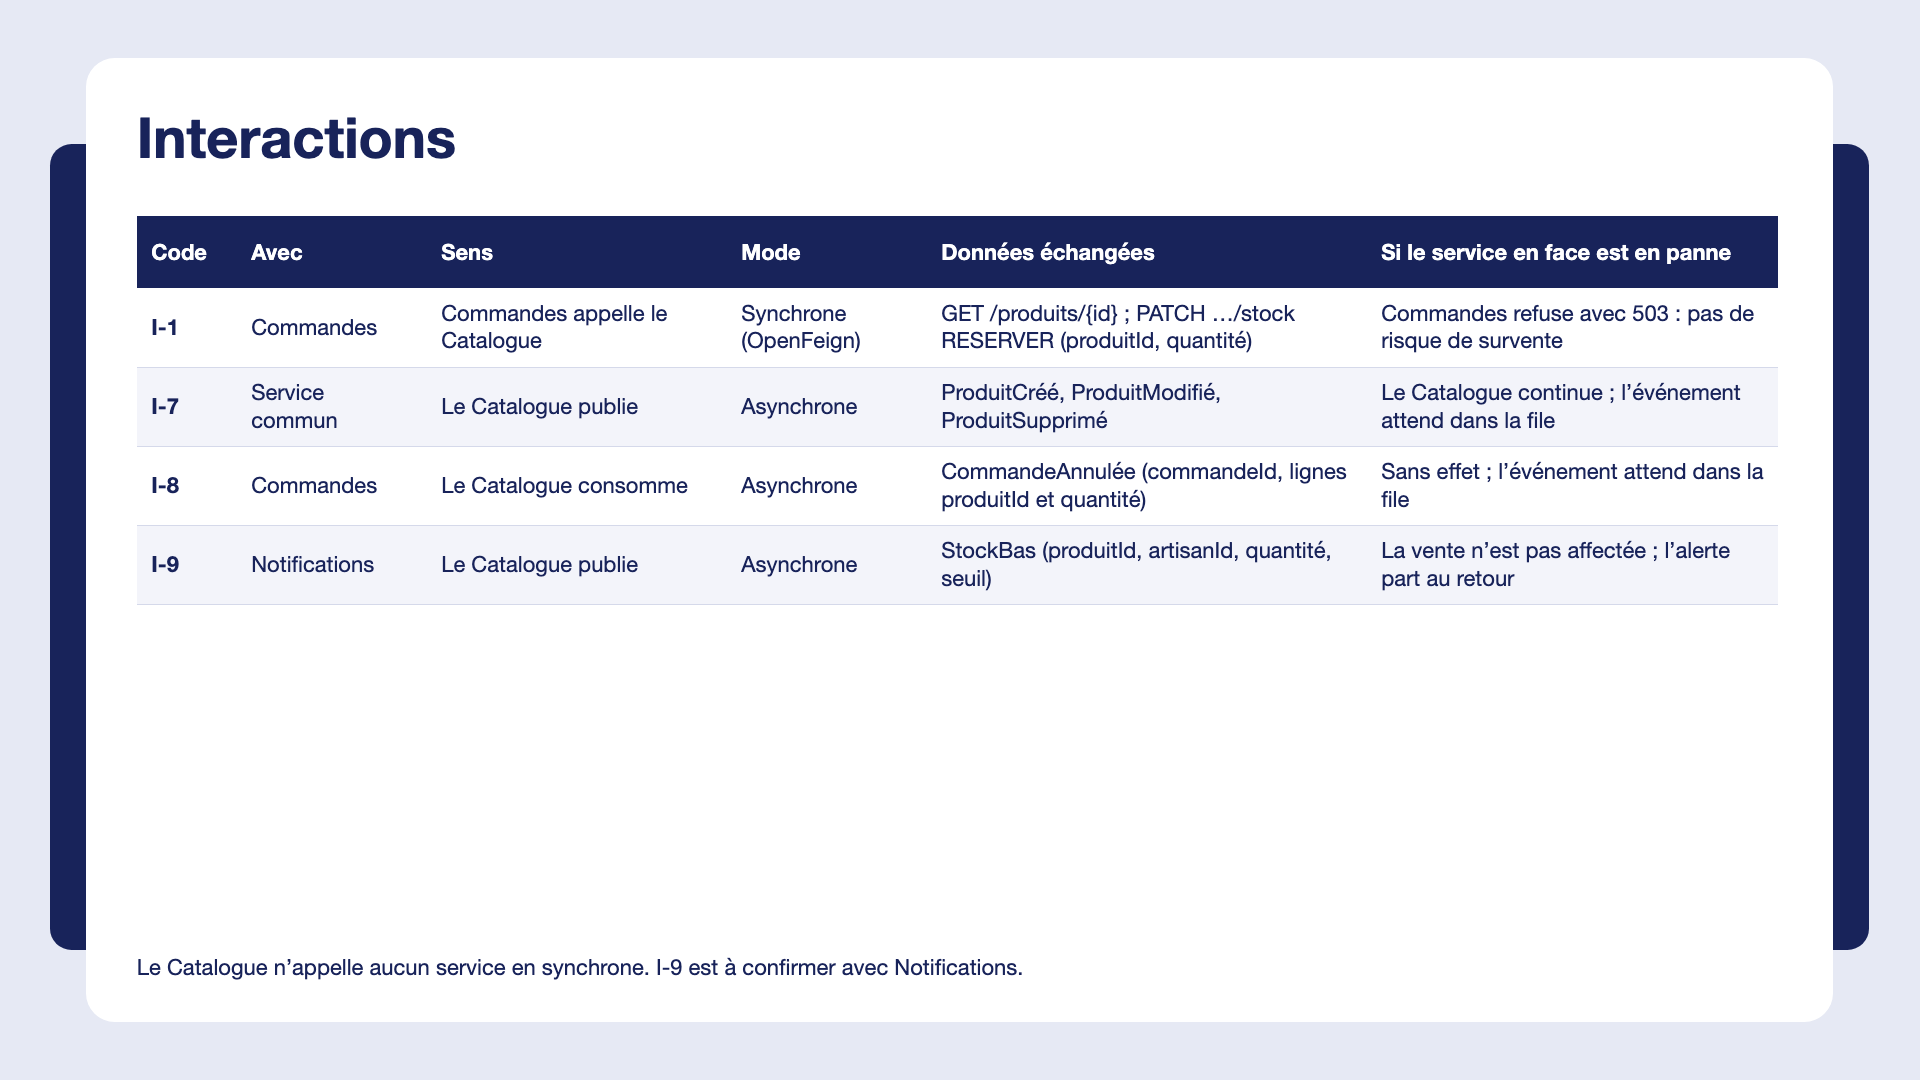 Interactions
Code Avec Sens Mode Données échangées Si le service en face est en panne
I-1 Commandes Commandes appelle le Catalogue Synchrone (OpenFeign) GET /produits/{id} ; PATCH …/stock RESERVER (produitId, quantité) Commandes refuse avec 503 : pas de risque de survente
I-7 Service commun Le Catalogue publie Asynchrone ProduitCréé, ProduitModifié, ProduitSupprimé Le Catalogue continue ; l’événement attend dans la file
I-8 Commandes Le Catalogue consomme Asynchrone CommandeAnnulée (commandeId, lignes produitId et quantité) Sans effet ; l’événement attend dans la file
I-9 Notifications Le Catalogue publie Asynchrone StockBas (produitId, artisanId, quantité, seuil) La vente n’est pas affectée ; l’alerte part au retour
Le Catalogue n’appelle aucun service en synchrone. I-9 est à confirmer avec Notifications.